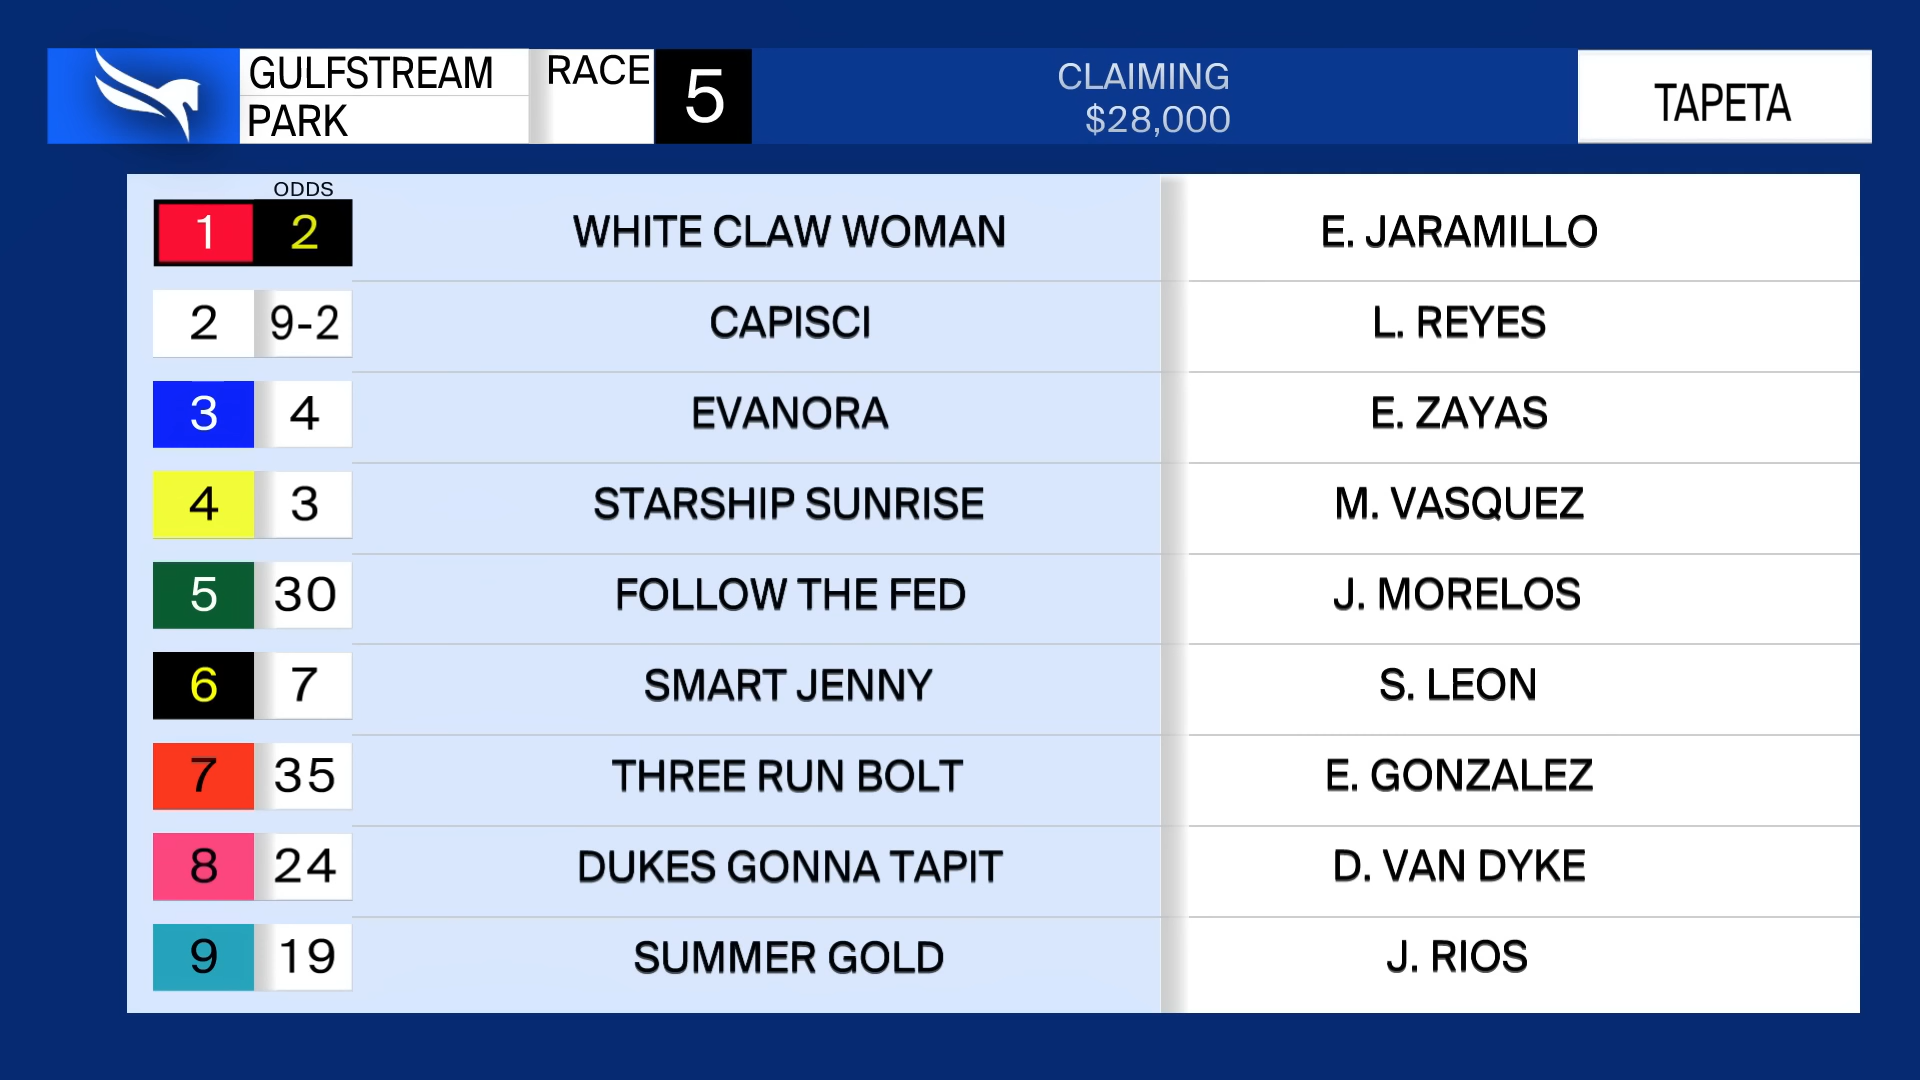 GULFSTREAM
PARK
RACE
5
CLAIMING
$28,000
TAPETA
ODDS
1 2 WHITE CLAW WOMAN E. JARAMILLO
2 9-2 CAPISCI L. REYES
3 4 EVANORA E. ZAYAS
4 3 STARSHIP SUNRISE M. VASQUEZ
5 30 FOLLOW THE FED J. MORELOS
6 7 SMART JENNY S. LEON
7 35 THREE RUN BOLT E. GONZALEZ
8 24 DUKES GONNA TAPIT D. VAN DYKE
9 19 SUMMER GOLD J. RIOS